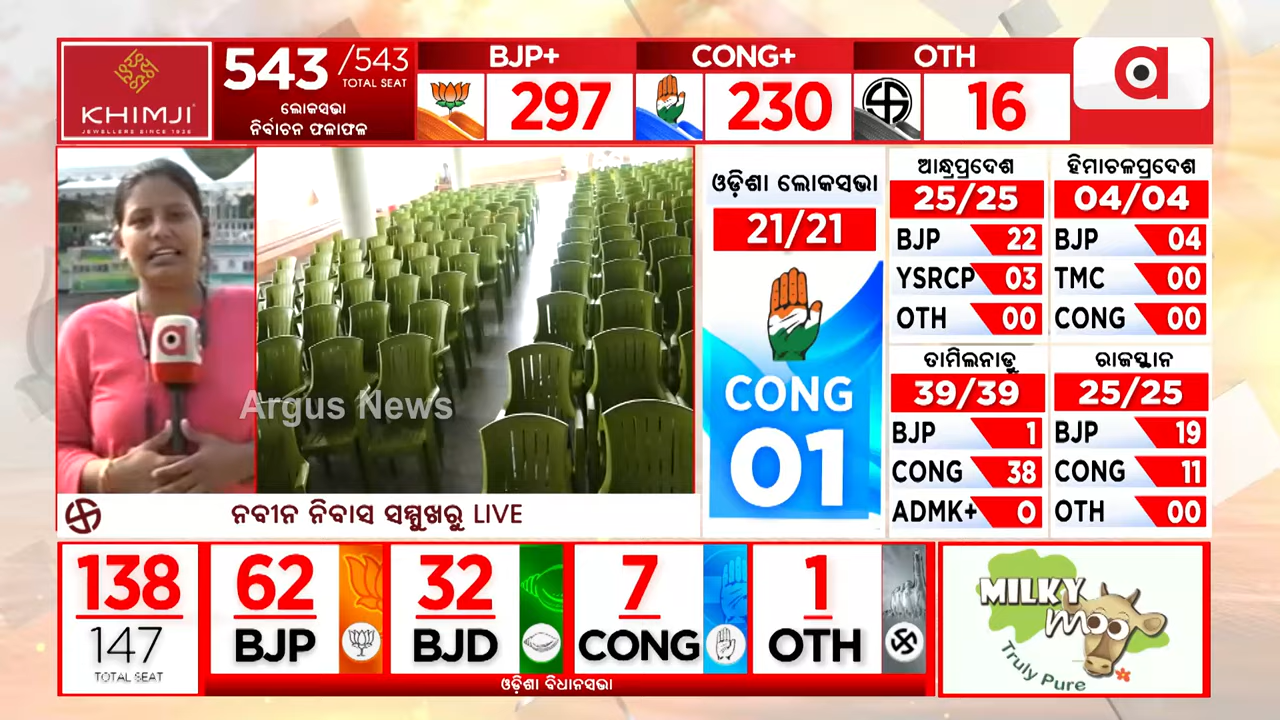 KHIMJI
JEWELLERS SINCE 1936
543 /543
TOTAL SEAT
ଲୋକସଭା
ନିର୍ବାଚନ ଫଳାଫଳ
BJP+
297
CONG+
230
OTH
16
a
a
Argus News
ନବୀନ ନିବାସ ସମ୍ମୁଖରୁ LIVE
ଓଡ଼ିଶା ଲୋକସଭା
21/21
CONG
01
ଆନ୍ଧ୍ରପ୍ରଦେଶ
25/25
BJP 22
YSRCP 03
OTH 00
ହିମାଚଳପ୍ରଦେଶ
04/04
BJP 04
TMC 00
CONG 00
ତାମିଲନାଡୁ
39/39
BJP 1
CONG 38
ADMK+ 0
ରାଜସ୍ଥାନ
25/25
BJP 19
CONG 11
OTH 00
138
147
TOTAL SEAT
62
BJP
32
BJD
7
CONG
1
OTH
ଓଡ଼ିଶା ବିଧାନସଭା
MILKY
moo
Truly Pure